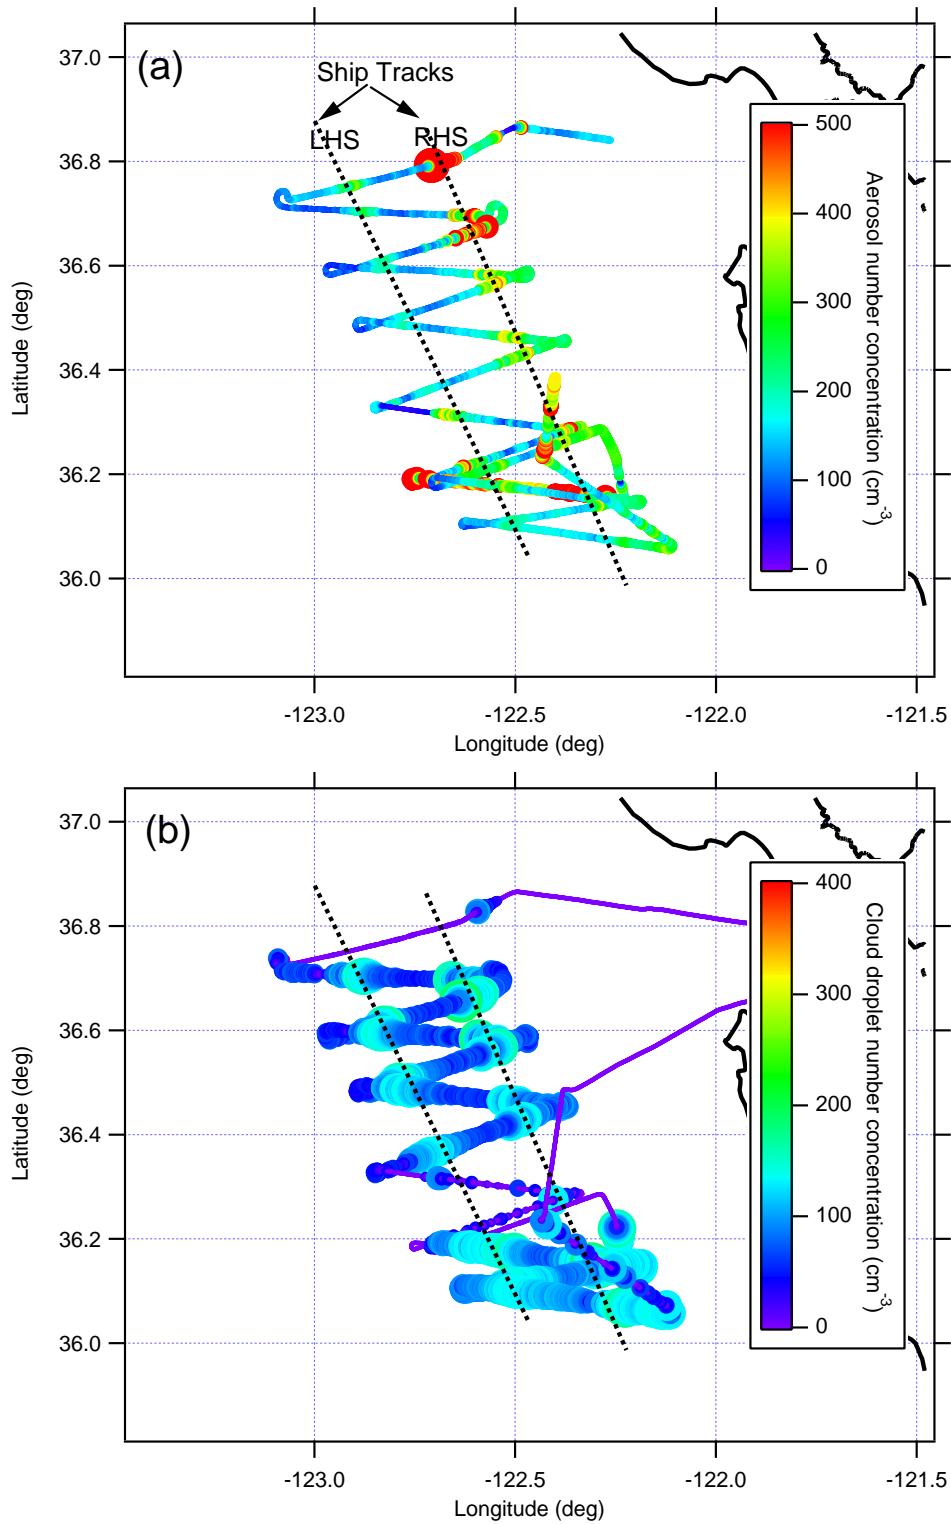 (a)
Ship Tracks
LHS RHS
37.0
36.8
36.6
36.4
36.2
36.0
Latitude (deg)
-123.0 -122.5 -122.0 -121.5
Longitude (deg)
500
400
300
200
100
0
Aerosol number concentration (cm-3)
(b)
37.0
36.8
36.6
36.4
36.2
36.0
Latitude (deg)
-123.0 -122.5 -122.0 -121.5
Longitude (deg)
400
300
200
100
0
Cloud droplet number concentration (cm-3)